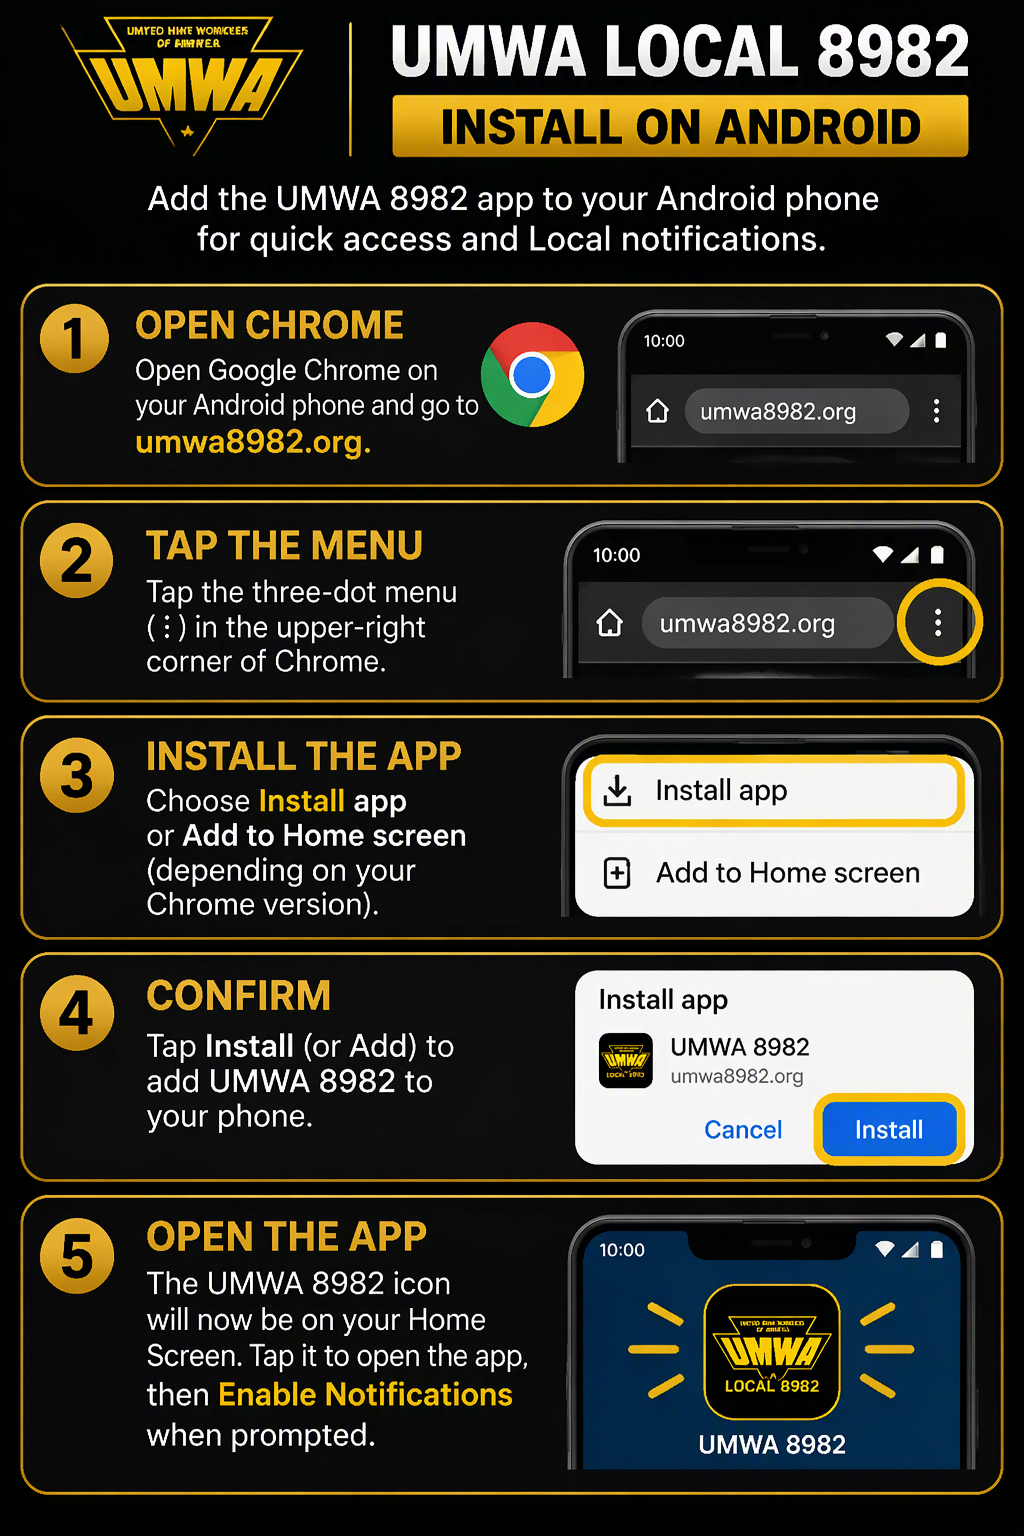 UMWA
UMWA LOCAL 8982
INSTALL ON ANDROID
Add the UMWA 8982 app to your Android phone
for quick access and Local notifications.
1
OPEN CHROME
Open Google Chrome on
your Android phone and go to
umwa8982.org.
10:00
umwa8982.org
2
TAP THE MENU
Tap the three-dot menu
(⋮) in the upper-right
corner of Chrome.
10:00
umwa8982.org
3
INSTALL THE APP
Choose Install app
or Add to Home screen
(depending on your
Chrome version).
Install app
Add to Home screen
4
CONFIRM
Tap Install (or Add) to
add UMWA 8982 to
your phone.
Install app
UMWA
UMWA 8982
umwa8982.org
Cancel
Install
5
OPEN THE APP
The UMWA 8982 icon
will now be on your Home
Screen. Tap it to open the app,
then Enable Notifications
when prompted.
10:00
UMWA
LOCAL 8982
UMWA 8982